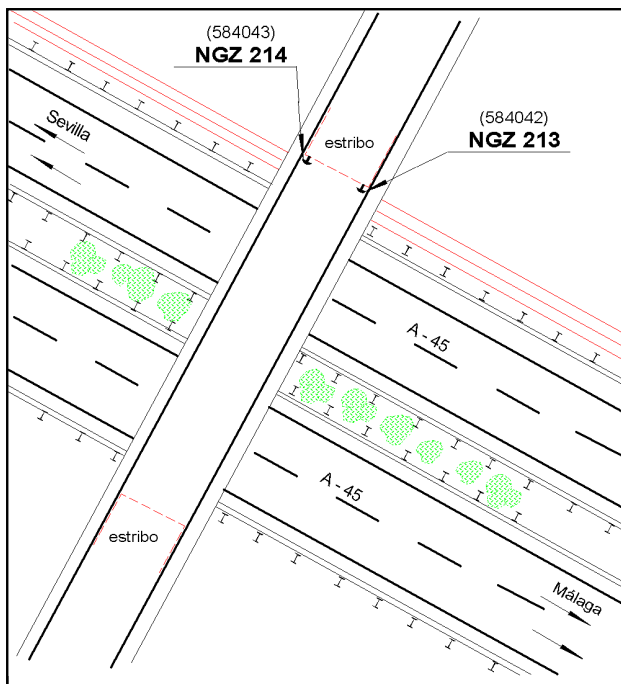 (584043)
NGZ 214
(584042)
NGZ 213
Sevilla
estribo
A - 45
A - 45
estribo
Málaga